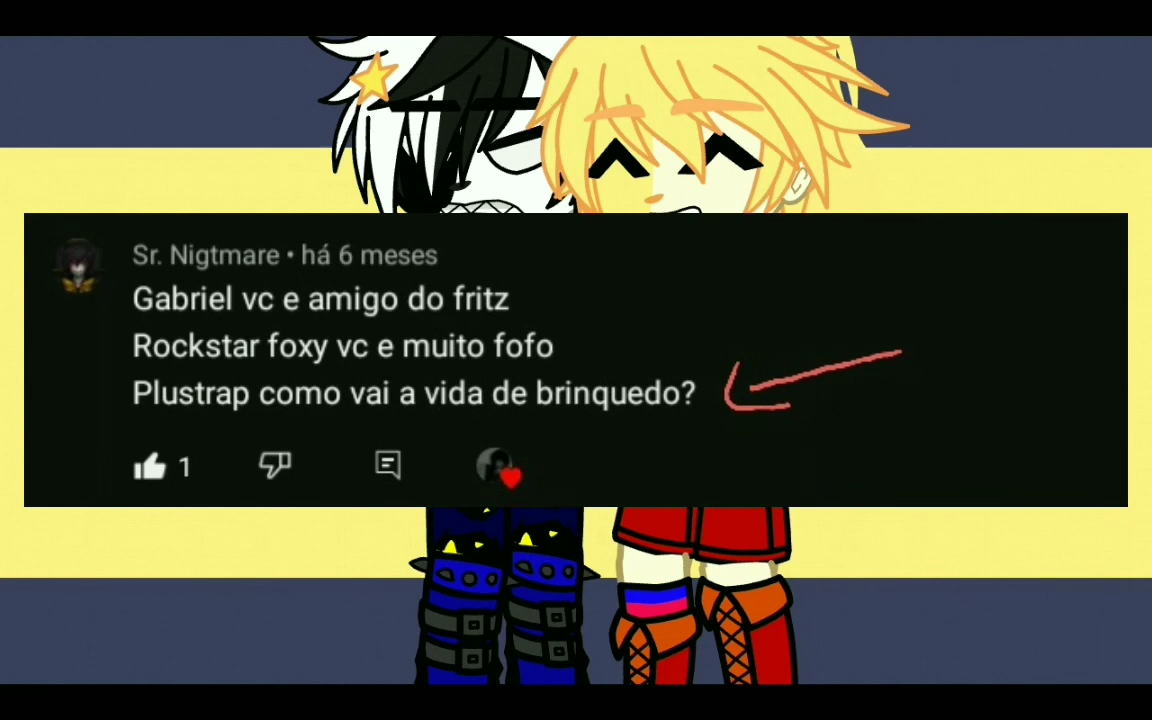 Sr. Nigtmare • há 6 meses
Gabriel vc e amigo do fritz
Rockstar foxy vc e muito fofo
Plustrap como vai a vida de brinquedo?
1